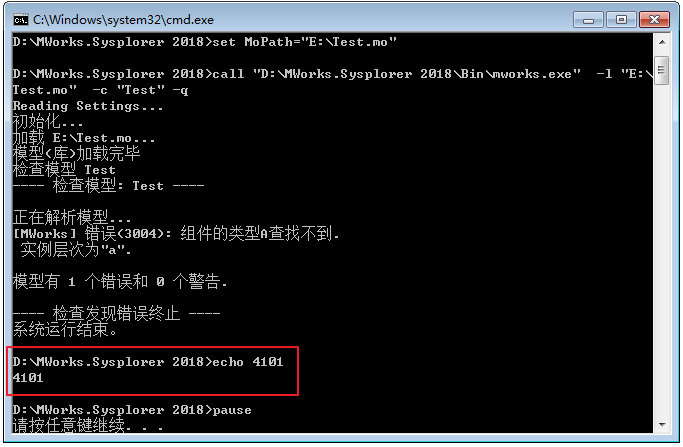 C:\Windows\system32\cmd.exe
D:\MWorks.Sysplorer 2018>set MoPath="E:\Test.mo"
D:\MWorks.Sysplorer 2018>call "D:\MWorks.Sysplorer 2018\Bin\mworks.exe"  -l "E:\
Test.mo"  -c "Test" -q
Reading Settings...
初始化...
加载 E:\Test.mo...
模型(库)加载完毕
检查模型 Test
---- 检查模型: Test ----
正在解析模型...
[MWorks] 错误(3004): 组件的类型A查找不到.
实例层次为"a".
模型有 1 个错误和 0 个警告.
---- 检查发现错误终止 ----
系统运行结束。
D:\MWorks.Sysplorer 2018>echo 4101
4101
D:\MWorks.Sysplorer 2018>pause
请按任意键继续. . .